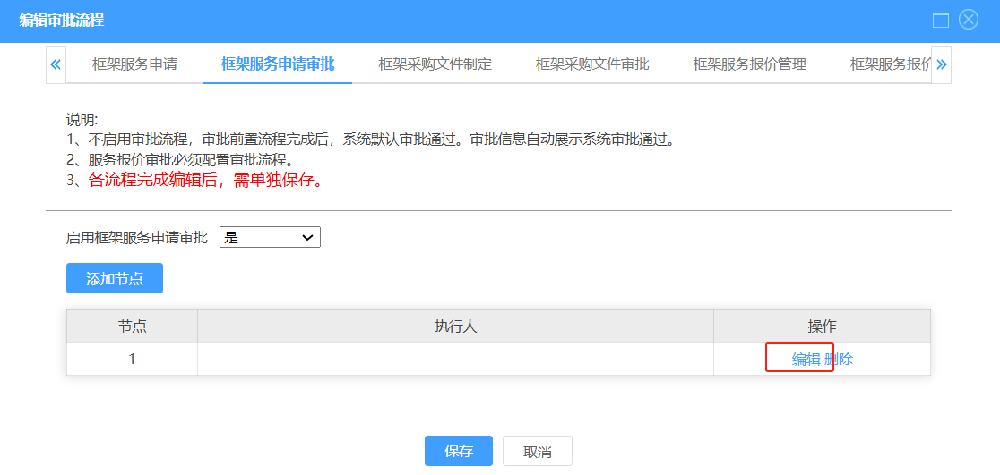 编辑审批流程
框架服务申请 框架服务申请审批 框架采购文件制定 框架采购文件审批 框架服务报价管理 框架服务报价
说明:
1、不启用审批流程，审批前置流程完成后，系统默认审批通过。审批信息自动展示系统审批通过。
2、服务报价审批必须配置审批流程。
3、各流程完成编辑后，需单独保存。
启用框架服务申请审批 是
添加节点
节点 执行人 操作
1 编辑 删除
保存 取消